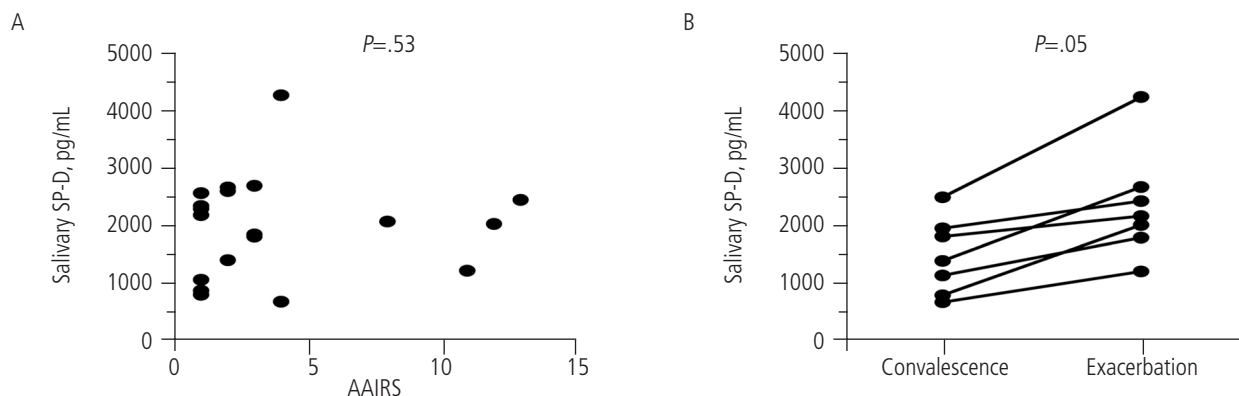 A
P=.53
5000
4000
3000
2000
1000
0
Salivary SP-D, pg/mL
0 5 10 15
AAIRS
B
P=.05
5000
4000
3000
2000
1000
0
Salivary SP-D, pg/mL
Convalescence Exacerbation